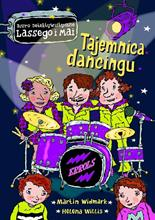 Biuro Detektywistyczne
Lassego i Mai
Tajemnica
dancingu
Martin Widmark
Helena Willis